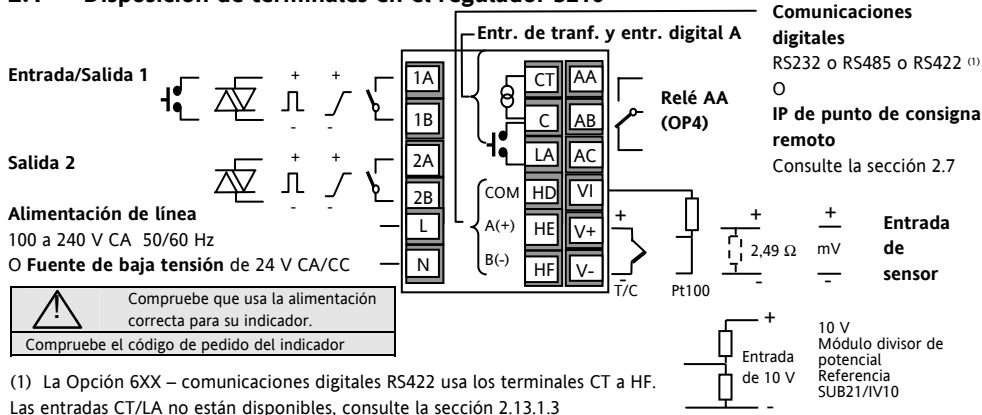 2.4 Disposición de terminales en el regulador 3216
Comunicaciones
digitales
RS232 o RS485 o RS422 (1)
O
IP de punto de consigna
remoto
Consulte la sección 2.7
Entr. de tranf. y entr. digital A
Entrada/Salida 1
+ +
- -
1A
1B
CT
C
LA
AA
AB
AC
Relé AA
(OP4)
Salida 2
+ +
- -
2A
2B
COM
HD
VI
Alimentación de línea
100 a 240 V CA 50/60 Hz
L
A(+)
HE
V+
O Fuente de baja tensión de 24 V CA/CC
N
B(-)
HF
V-
+
-
T/C
Pt100
+
2,49 Ω
-
+
mV
-
Entrada
de
sensor
Compruebe que usa la alimentación
correcta para su indicador.
Compruebe el código de pedido del indicador
+
Entrada
de 10 V
-
10 V
Módulo divisor de
potencial
Referencia
SUB21/IV10
(1) La Opción 6XX – comunicaciones digitales RS422 usa los terminales CT a HF.
Las entradas CT/LA no están disponibles, consulte la sección 2.13.1.3